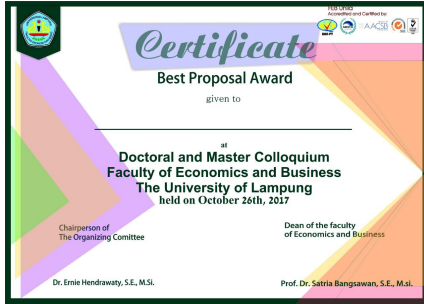 FEB Unila
Accredited and Certified by:
AACSB
Certificate
Best Proposal Award
given to
at
Doctoral and Master Colloquium
Faculty of Economics and Business
The University of Lampung
held on October 26th, 2017
Chairperson of
The Organizing Comittee
Dean of the faculty
of Economics and Business
Dr. Ernie Hendrawaty, S.E., M.Si.
Prof. Dr. Satria Bangsawan, S.E., M.si.